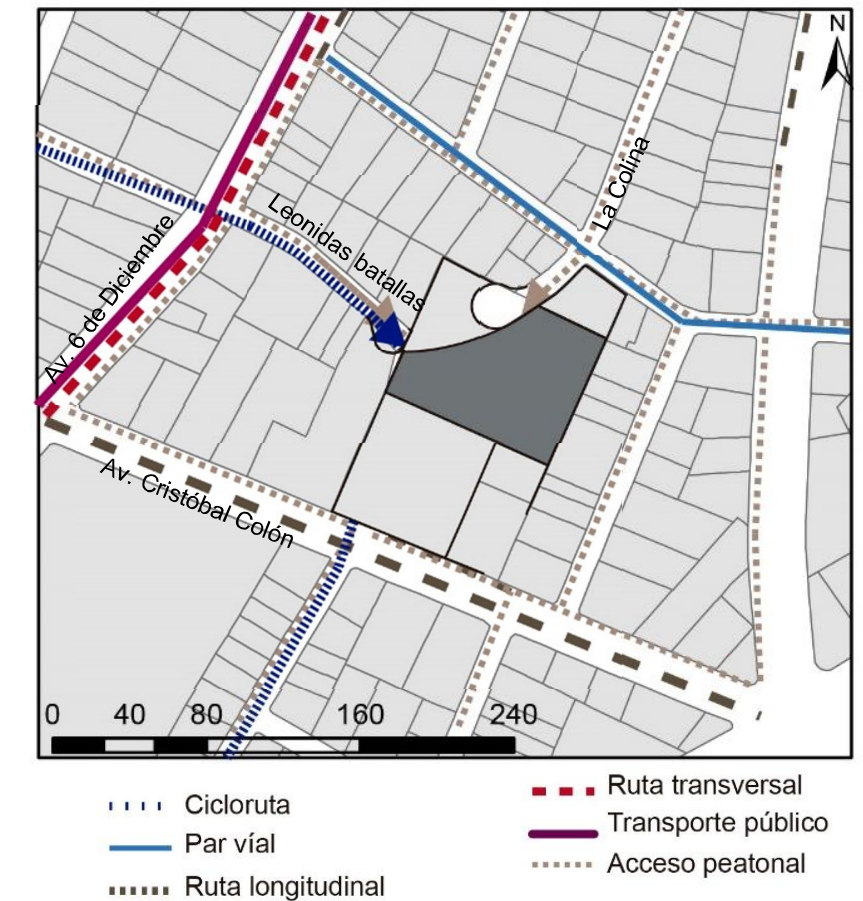 N
La Colina
Leonidas batallas
Av. 6 de Diciembre
Av. Cristóbal Colón
0 40 80 160 240
Cicloruta
Par víal
Ruta longitudinal
Ruta transversal
Transporte público
Acceso peatonal